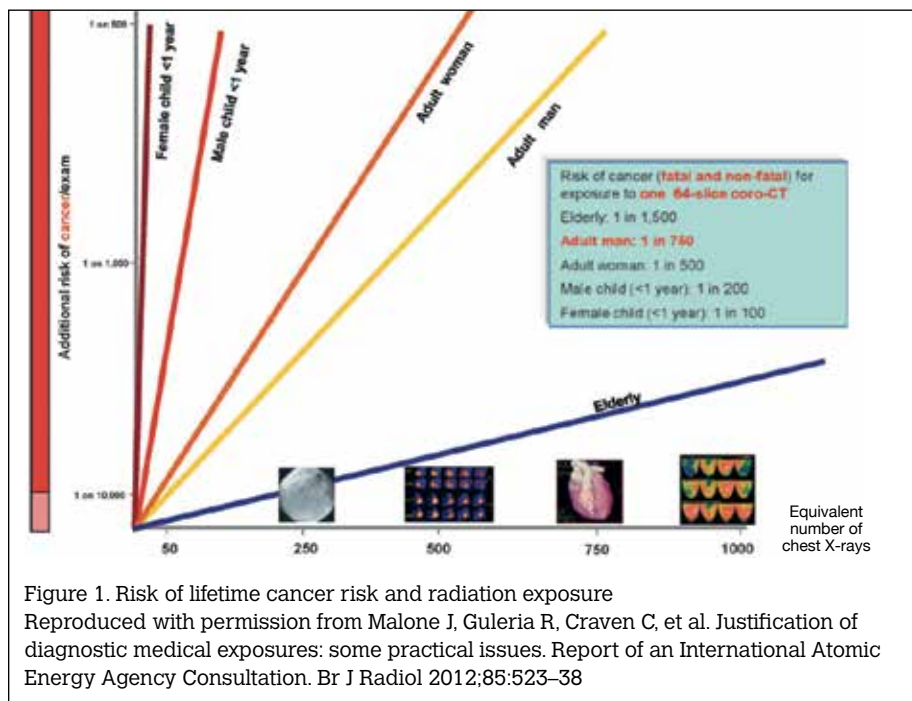 1 on 500
1 on 1,000
1 on 10,000
Additional risk of cancer/exam
Female child <1 year
Male child <1 year
Adult woman
Adult man
Elderly
Risk of cancer (fatal and non-fatal) for
exposure to one 64-slice coro-CT
Elderly: 1 in 1,500
Adult man: 1 in 750
Adult woman: 1 in 500
Male child (<1 year): 1 in 200
Female child (<1 year): 1 in 100
50
250
500
750
1000
Equivalent
number of
chest X-rays
Figure 1. Risk of lifetime cancer risk and radiation exposure
Reproduced with permission from Malone J, Guleria R, Craven C, et al. Justification of
diagnostic medical exposures: some practical issues. Report of an International Atomic
Energy Agency Consultation. Br J Radiol 2012;85:523–38